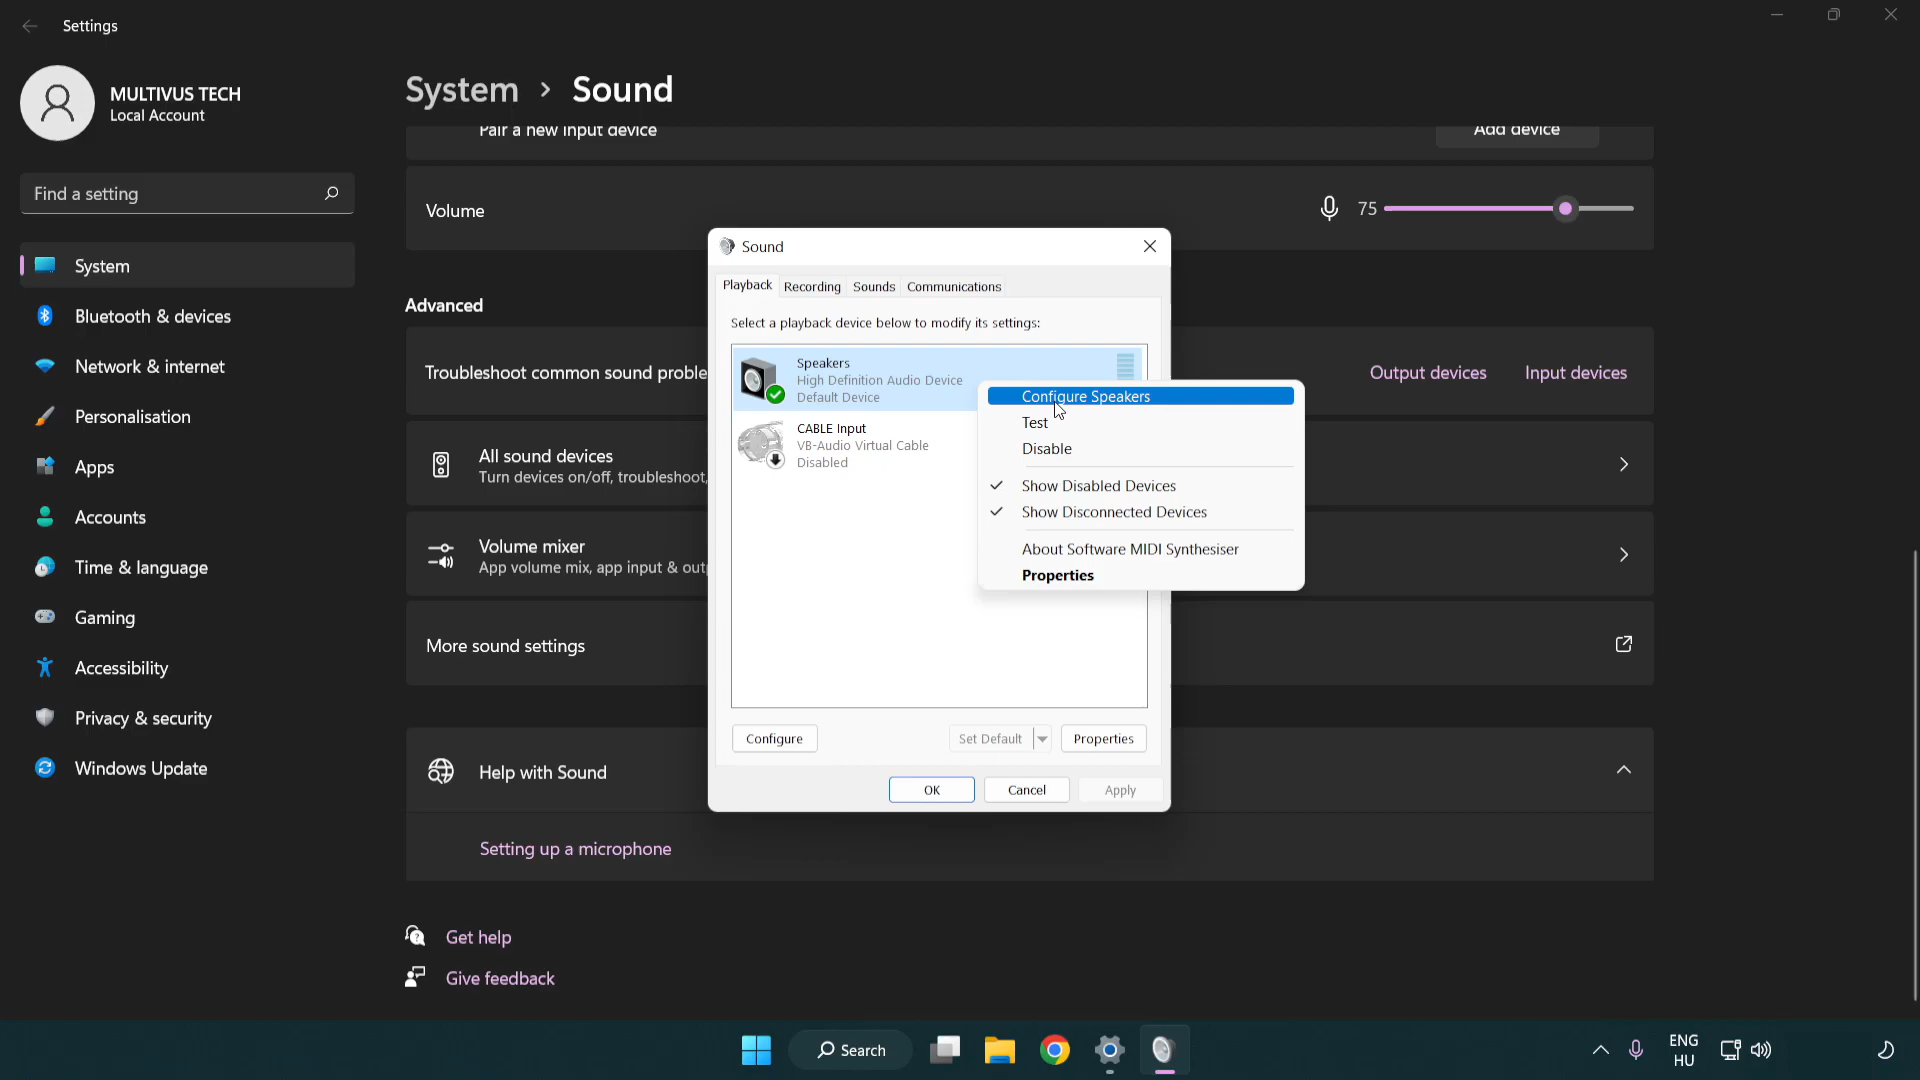 Settings
MULTIVUS TECH
Local Account
Find a setting
System
Bluetooth & devices
Network & internet
Personalisation
Apps
Accounts
Time & language
Gaming
Accessibility
Privacy & security
Windows Update
System > Sound
Pair a new input device
Add device
Volume
75
Advanced
Troubleshoot common sound proble
Output devices
Input devices
All sound devices
Turn devices on/off, troubleshoot,
Volume mixer
App volume mix, app input & out
More sound settings
Help with Sound
Setting up a microphone
Get help
Give feedback
Sound
Playback
Recording
Sounds
Communications
Select a playback device below to modify its settings:
Speakers
High Definition Audio Device
Default Device
CABLE Input
VB-Audio Virtual Cable
Disabled
Configure Speakers
Test
Disable
Show Disabled Devices
Show Disconnected Devices
About Software MIDI Synthesiser
Properties
Configure
Set Default
Properties
OK
Cancel
Apply
Search
ENG
HU